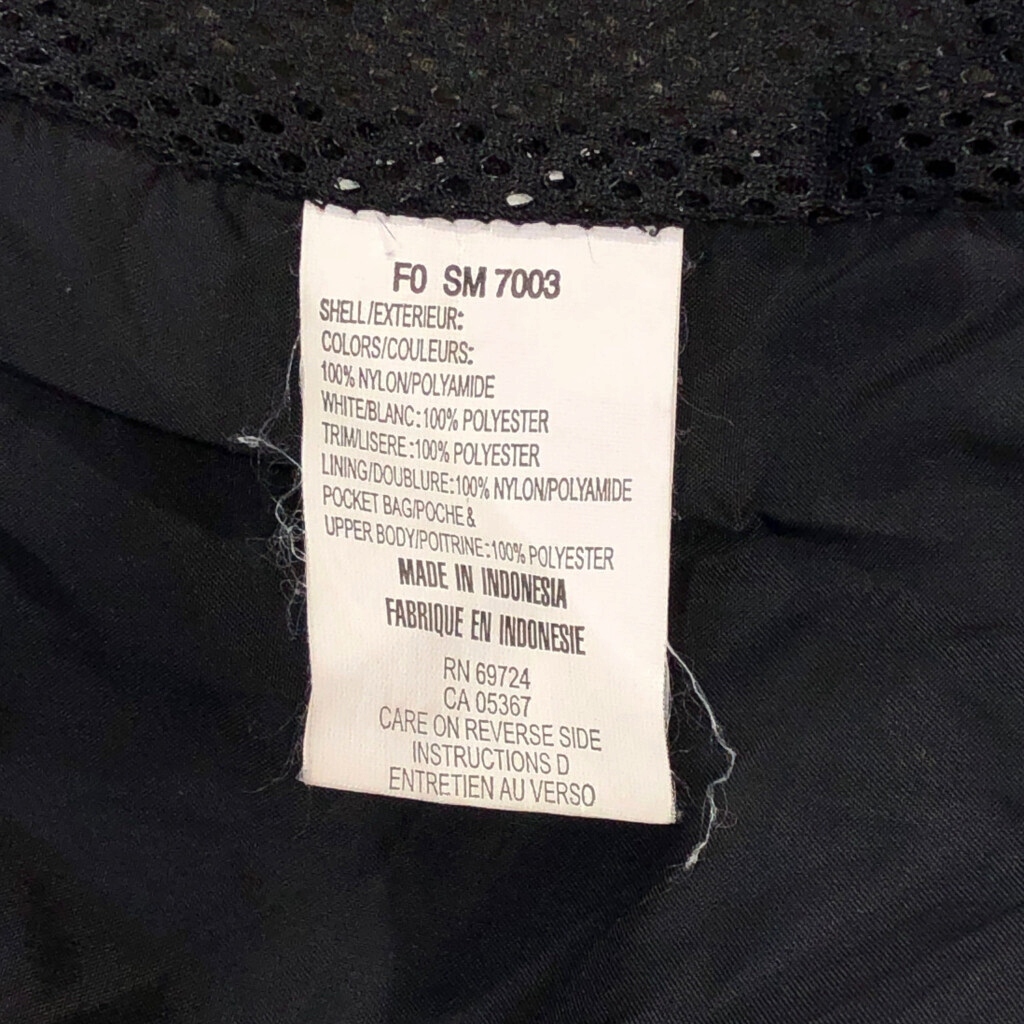 F0 SM 7003
SHELL/EXTERIEUR:
COLORS/COULEURS:
100% NYLON/POLYAMIDE
WHITE/BLANC:100% POLYESTER
TRIM/LISERE:100% POLYESTER
LINING/DOUBLURE:100% NYLON/POLYAMIDE
POCKET BAG/POCHE &
UPPER BODY/POITRINE:100% POLYESTER
MADE IN INDONESIA
FABRIQUE EN INDONESIE
RN 69724
CA 05367
CARE ON REVERSE SIDE
INSTRUCTIONS D
ENTRETIEN AU VERSO